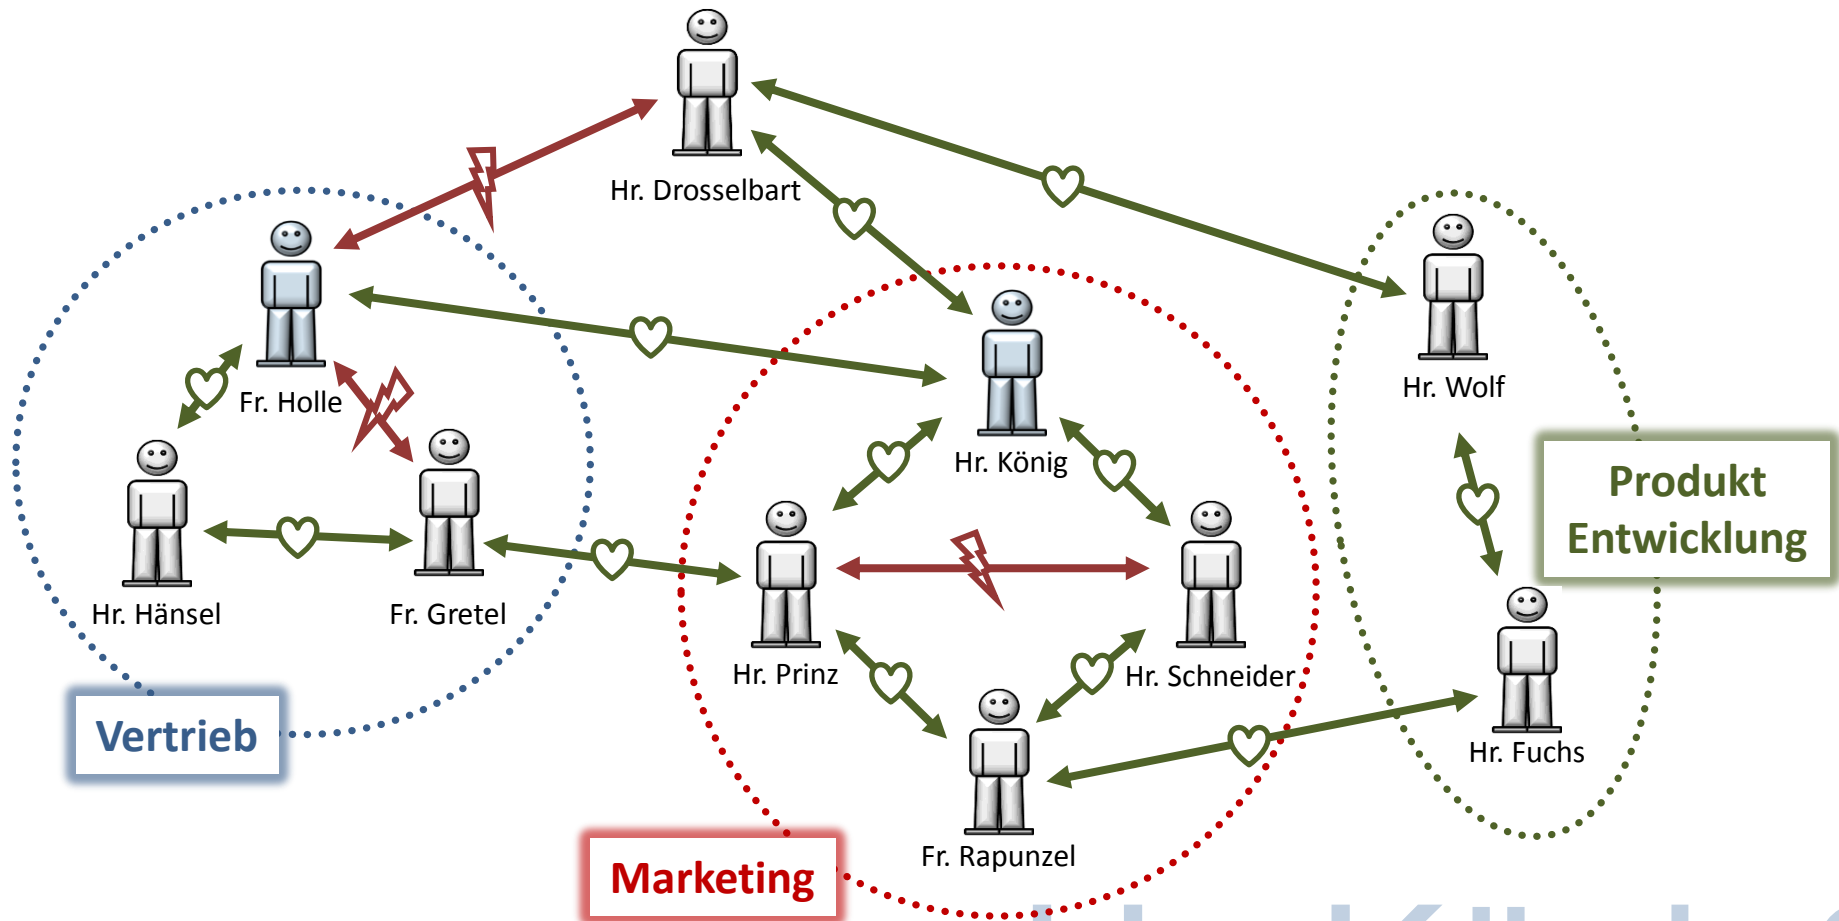 Hr. Drosselbart
Fr. Holle
Hr. Wolf
Hr. König
Produkt
Entwicklung
Hr. Hänsel
Fr. Gretel
Hr. Prinz
Hr. Schneider
Vertrieb
Hr. Fuchs
Fr. Rapunzel
Marketing